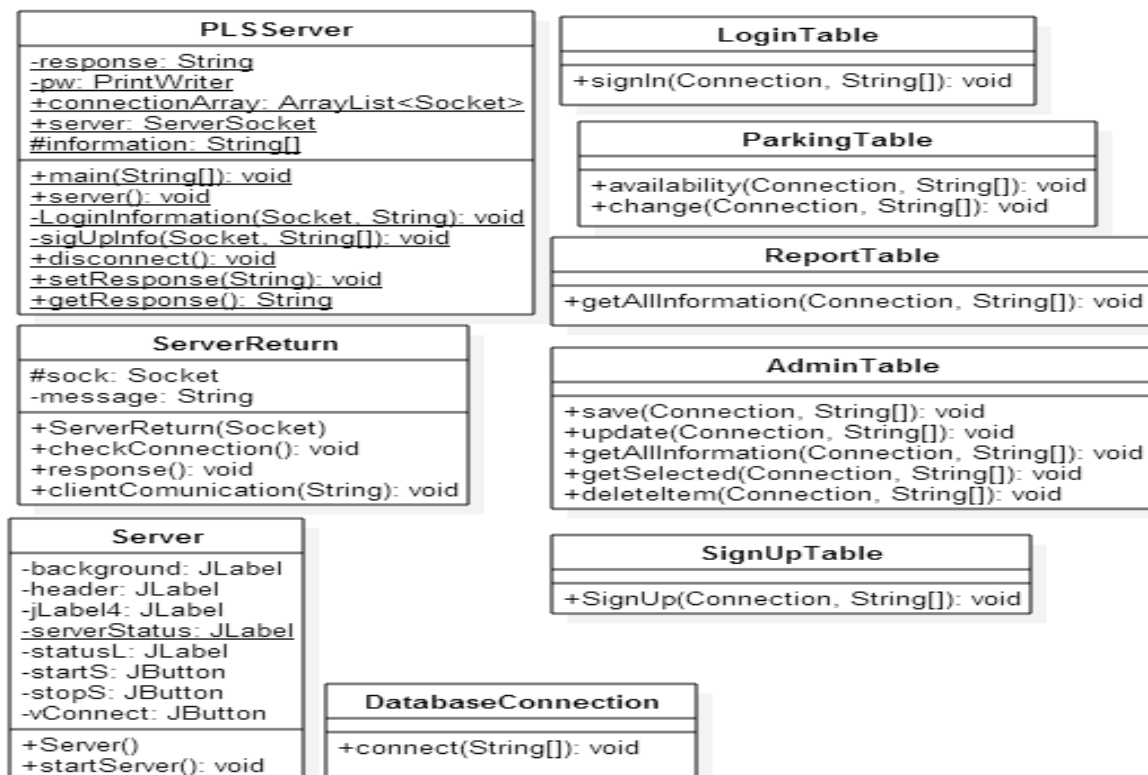 PLSServer
-response: String
-pw: PrintWriter
+connectionArray: ArrayList<Socket>
+server: ServerSocket
#information: String[]
+main(String[]): void
+server(): void
-LoginInformation(Socket, String): void
-sigUpInfo(Socket, String[]): void
+disconnect(): void
+setResponse(String): void
+getResponse(): String
ServerReturn
#sock: Socket
-message: String
+ServerReturn(Socket)
+checkConnection(): void
+response(): void
+clientComunication(String): void
Server
-background: JLabel
-header: JLabel
-jLabel4: JLabel
-serverStatus: JLabel
-statusL: JLabel
-startS: JButton
-stopS: JButton
-vConnect: JButton
+Server()
+startServer(): void
LoginTable
+signIn(Connection, String[]): void
ParkingTable
+availability(Connection, String[]): void
+change(Connection, String[]): void
ReportTable
+getAllInformation(Connection, String[]): void
AdminTable
+save(Connection, String[]): void
+update(Connection, String[]): void
+getAllInformation(Connection, String[]): void
+getSelected(Connection, String[]): void
+deleteItem(Connection, String[]): void
SignUpTable
+SignUp(Connection, String[]): void
DatabaseConnection
+connect(String[]): void